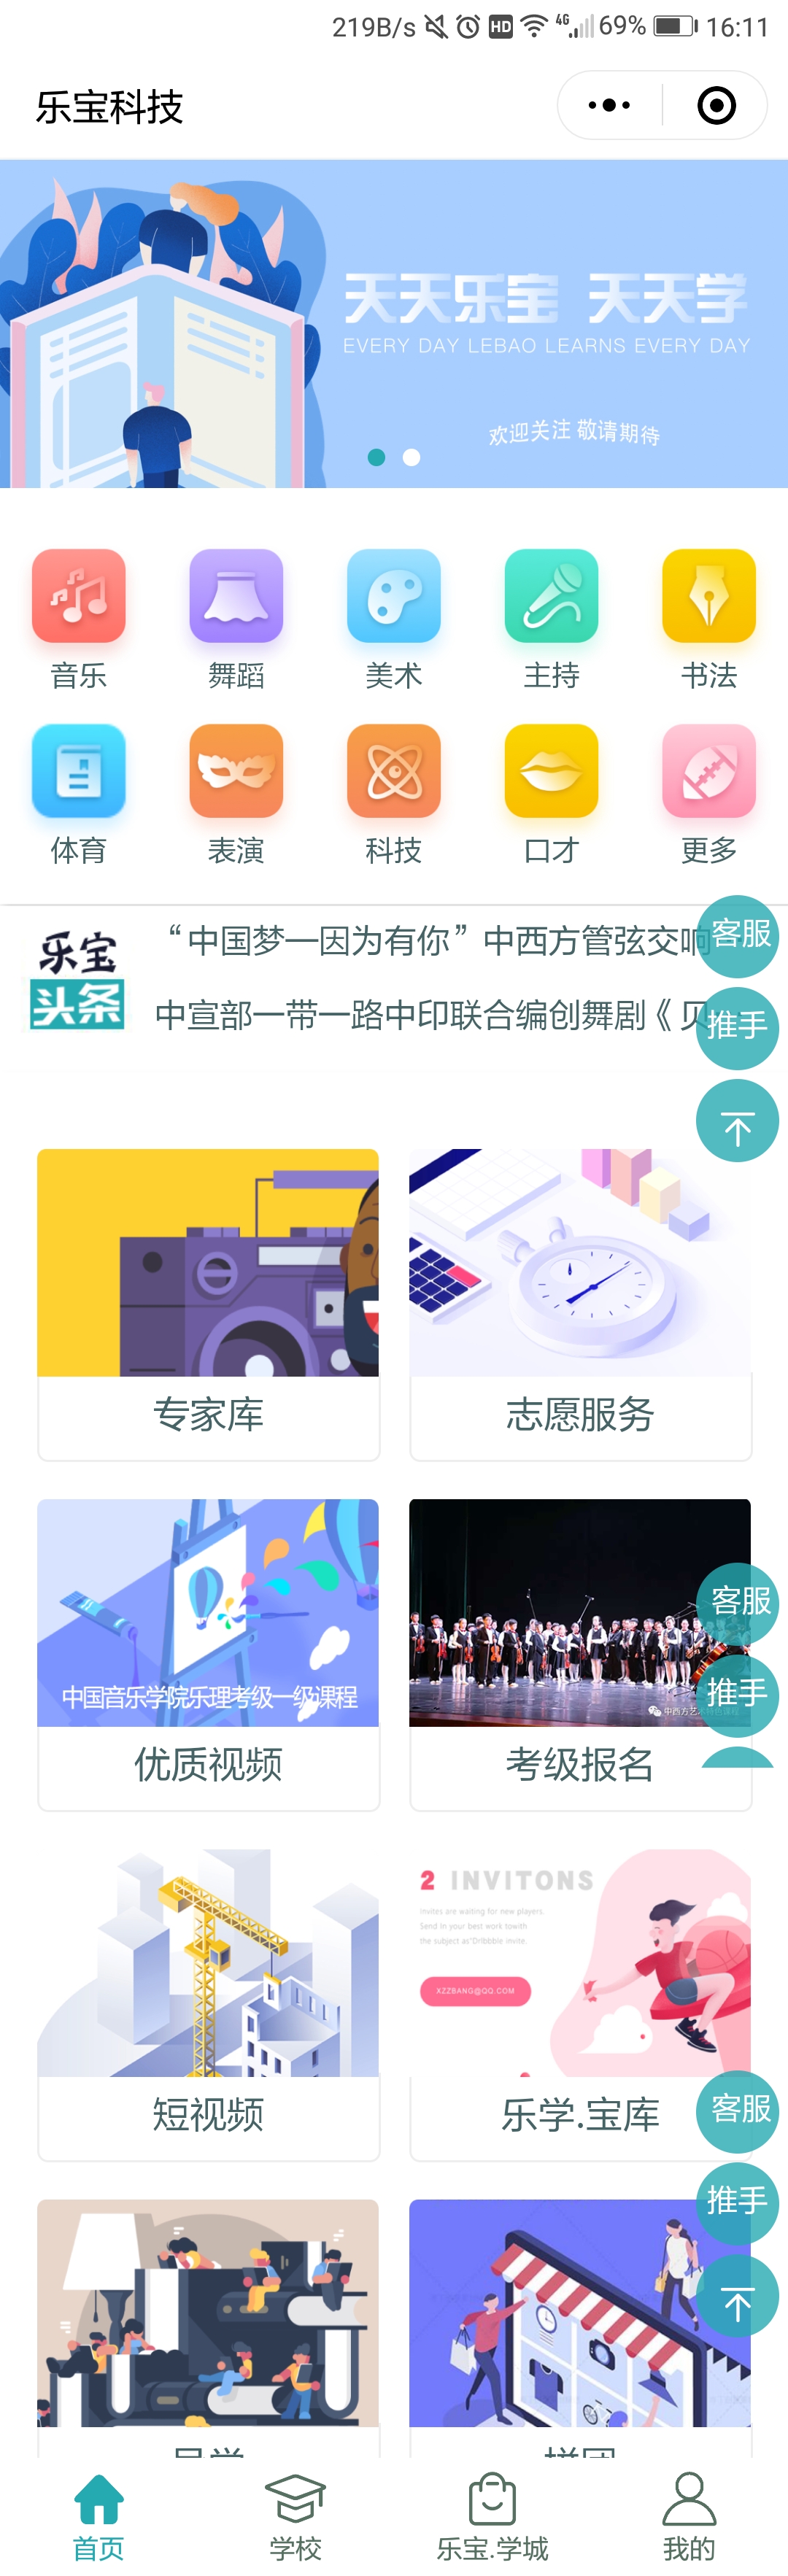 219B/s HD 4G 69% 16:11
乐宝科技
天天乐宝 天天学
EVERY DAY LEBAO LEARNS EVERY DAY
欢迎关注 敬请期待
音乐 舞蹈 美术 主持 书法
体育 表演 科技 口才 更多
乐宝
头条
“中国梦—因为有你”中西方管弦交响
客服
中宣部一带一路中印联合编创舞剧《贝
推手
专家库 志愿服务
中国音乐学院乐理考级一级课程
客服
推手
优质视频 考级报名
2 INVITONS
Invites are waiting for new players.
Send in your best work towith
the subject as"Dribbble invite.
XZZBANG@QQ.COM
短视频 乐学.宝库
客服
推手
首页 学校 乐宝.学城 我的